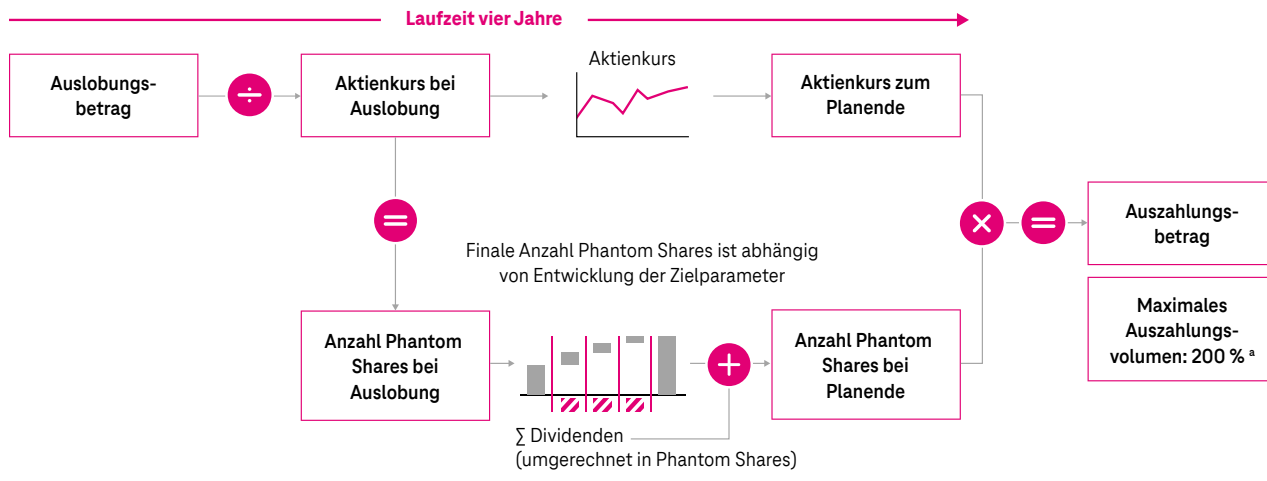 Laufzeit vier Jahre
Auslobungs-
betrag
÷
Aktienkurs bei
Auslobung
Aktienkurs
Aktienkurs zum
Planende
=
×
=
Auszahlungs-
betrag
Finale Anzahl Phantom Shares ist abhängig
von Entwicklung der Zielparameter
Maximales
Auszahlungs-
volumen: 200 % ª
Anzahl Phantom
Shares bei
Auslobung
+
Anzahl Phantom
Shares bei
Planende
∑ Dividenden
(umgerechnet in Phantom Shares)